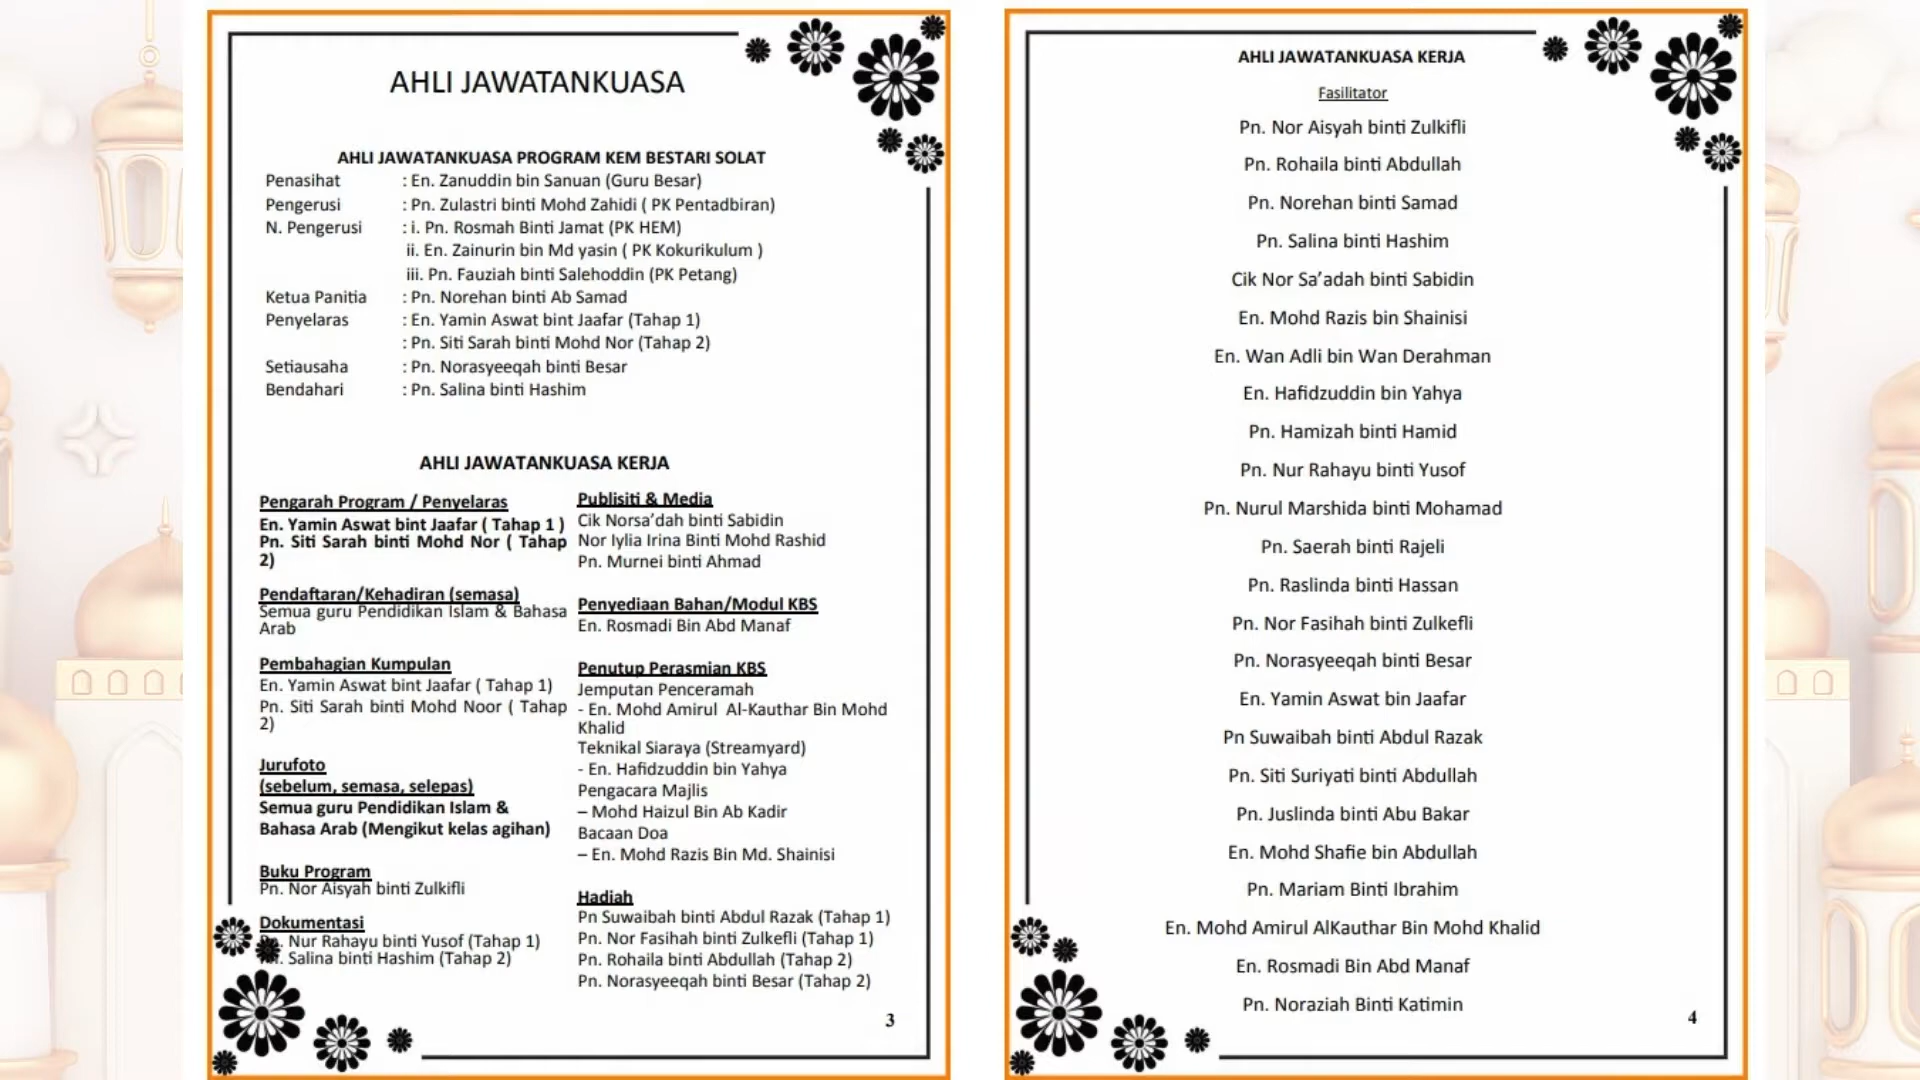 AHLI JAWATANKUASA
AHLI JAWATANKUASA PROGRAM KEM BESTARI SOLAT
Penasihat : En. Zanuddin bin Sanuan (Guru Besar)
Pengerusi : Pn. Zulastri binti Mohd Zahidi ( PK Pentadbiran)
N. Pengerusi : i. Pn. Rosmah Binti Jamat (PK HEM)
ii. En. Zainurin bin Md yasin ( PK Kokurikulum )
iii. Pn. Fauziah binti Salehoddin (PK Petang)
Ketua Panitia : Pn. Norehan binti Ab Samad
Penyelaras : En. Yamin Aswat bint Jaafar (Tahap 1)
: Pn. Siti Sarah binti Mohd Nor (Tahap 2)
Setiausaha : Pn. Norasyeeqah binti Besar
Bendahari : Pn. Salina binti Hashim
AHLI JAWATANKUASA KERJA
Pengarah Program / Penyelaras
En. Yamin Aswat bint Jaafar ( Tahap 1 )
Pn. Siti Sarah binti Mohd Nor ( Tahap
2)
Pendaftaran/Kehadiran (semasa)
Semua guru Pendidikan Islam & Bahasa
Arab
Pembahagian Kumpulan
En. Yamin Aswat bint Jaafar ( Tahap 1)
Pn. Siti Sarah binti Mohd Noor ( Tahap
2)
Jurufoto
(sebelum, semasa, selepas)
Semua guru Pendidikan Islam &
Bahasa Arab (Mengikut kelas agihan)
Buku Program
Pn. Nor Aisyah binti Zulkifli
Dokumentasi
Nur Rahayu binti Yusof (Tahap 1)
Salina binti Hashim (Tahap 2)
Publisiti & Media
Cik Norsa’dah binti Sabidin
Nor Iylia Irina Binti Mohd Rashid
Pn. Murnei binti Ahmad
Penyediaan Bahan/Modul KBS
En. Rosmadi Bin Abd Manaf
Penutup Perasmian KBS
Jemputan Penceramah
- En. Mohd Amirul Al-Kauthar Bin Mohd
Khalid
Teknikal Siaraya (Streamyard)
- En. Hafidzuddin bin Yahya
Pengacara Majlis
– Mohd Haizul Bin Ab Kadir
Bacaan Doa
– En. Mohd Razis Bin Md. Shainisi
Hadiah
Pn Suwaibah binti Abdul Razak (Tahap 1)
Pn. Nor Fasihah binti Zulkefli (Tahap 1)
Pn. Rohaila binti Abdullah (Tahap 2)
Pn. Norasyeeqah binti Besar (Tahap 2)
3
AHLI JAWATANKUASA KERJA
Fasilitator
Pn. Nor Aisyah binti Zulkifli
Pn. Rohaila binti Abdullah
Pn. Norehan binti Samad
Pn. Salina binti Hashim
Cik Nor Sa’adah binti Sabidin
En. Mohd Razis bin Shainisi
En. Wan Adli bin Wan Derahman
En. Hafidzuddin bin Yahya
Pn. Hamizah binti Hamid
Pn. Nur Rahayu binti Yusof
Pn. Nurul Marshida binti Mohamad
Pn. Saerah binti Rajeli
Pn. Raslinda binti Hassan
Pn. Nor Fasihah binti Zulkefli
Pn. Norasyeeqah binti Besar
En. Yamin Aswat bin Jaafar
Pn Suwaibah binti Abdul Razak
Pn. Siti Suriyati binti Abdullah
Pn. Juslinda binti Abu Bakar
En. Mohd Shafie bin Abdullah
Pn. Mariam Binti Ibrahim
En. Mohd Amirul AlKauthar Bin Mohd Khalid
En. Rosmadi Bin Abd Manaf
Pn. Noraziah Binti Katimin
4